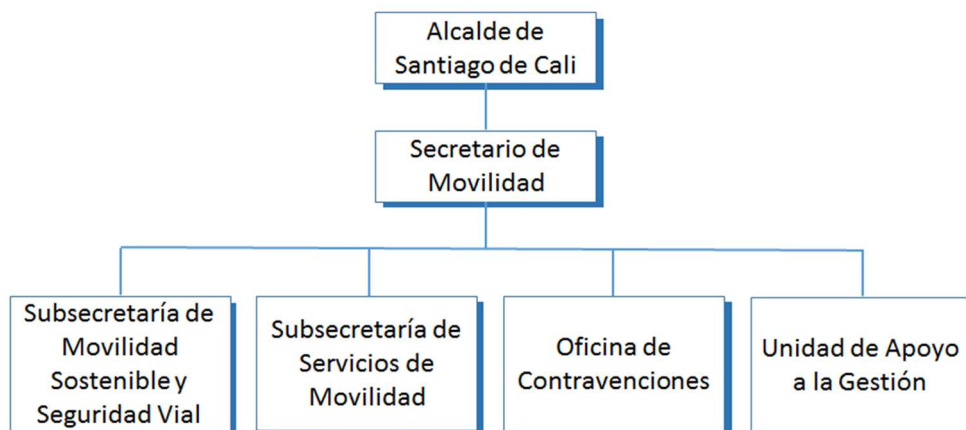 Alcalde de
Santiago de Cali
Secretario de
Movilidad
Subsecretaría de
Movilidad
Sostenible y
Seguridad Vial
Subsecretaría de
Servicios de
Movilidad
Oficina de
Contravenciones
Unidad de Apoyo
a la Gestión